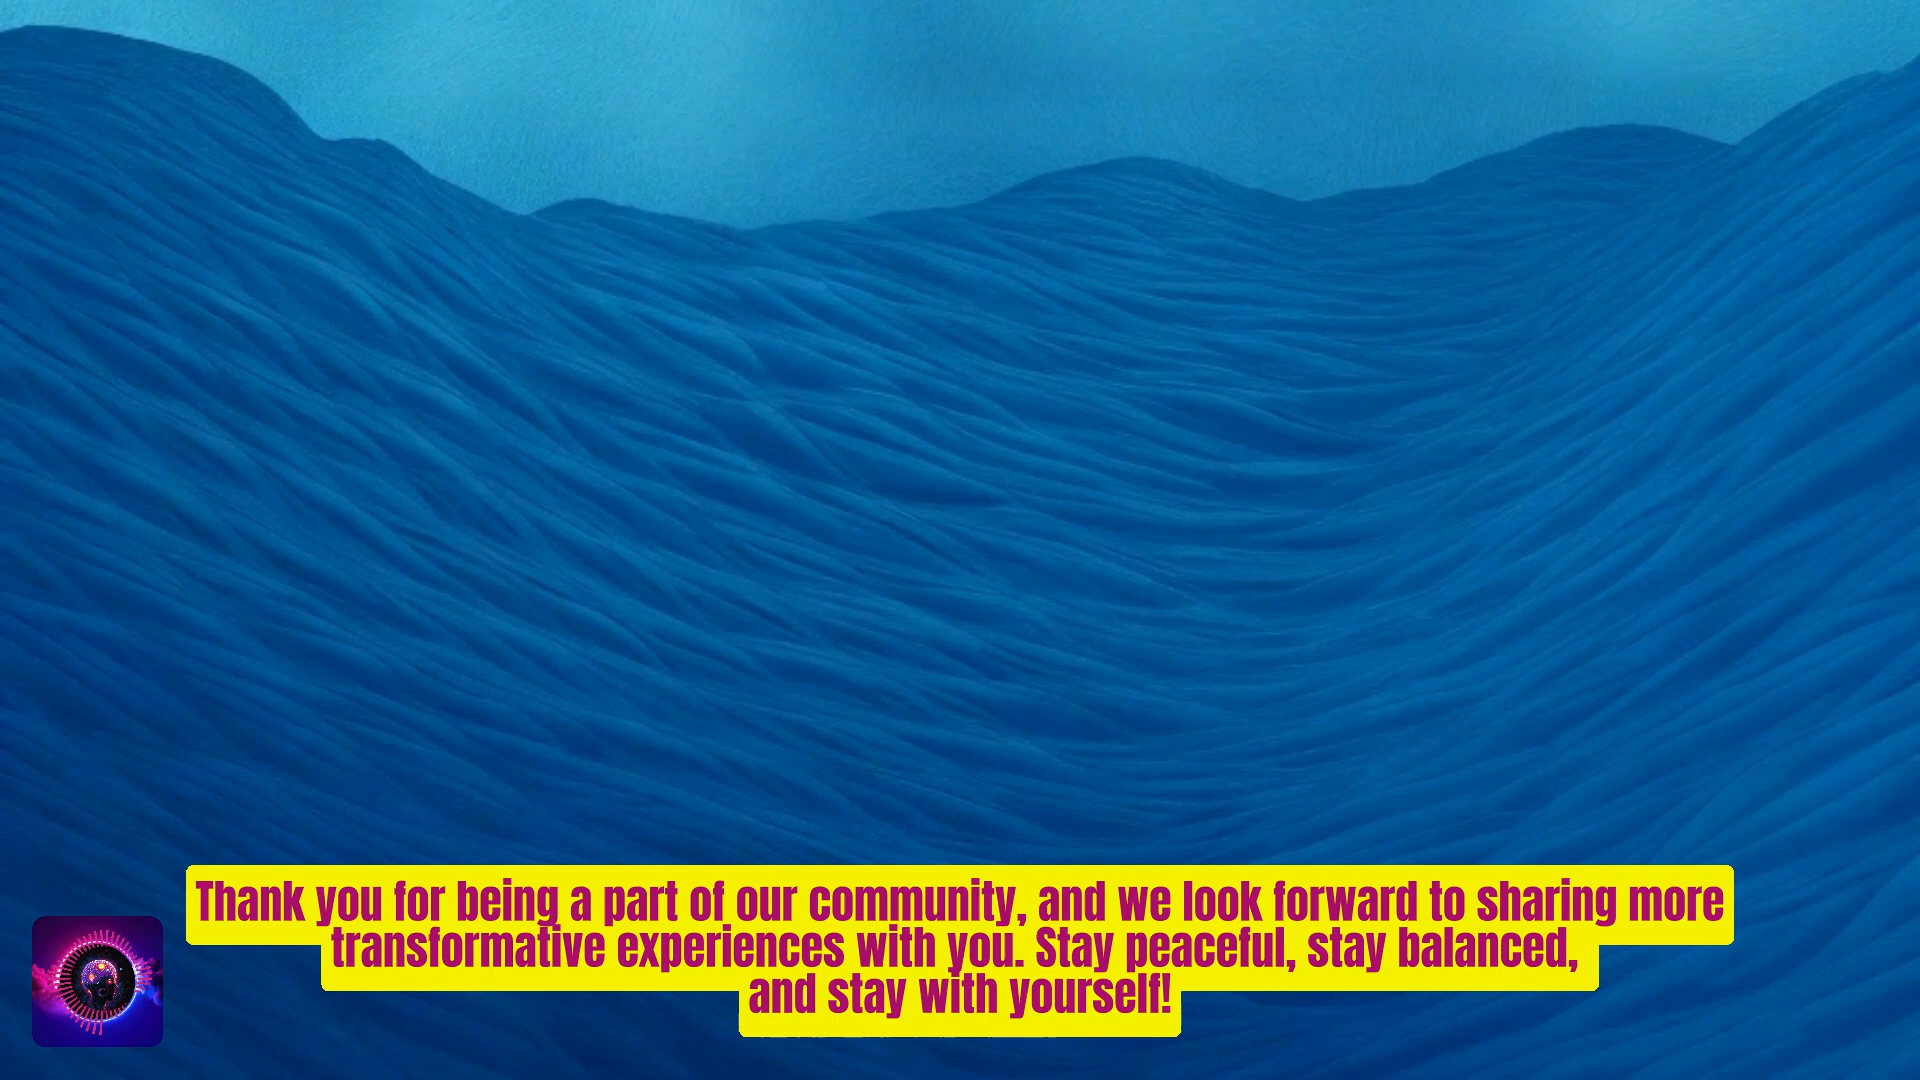 Thank you for being a part of our community, and we look forward to sharing more
transformative experiences with you. Stay peaceful, stay balanced,
and stay with yourself!